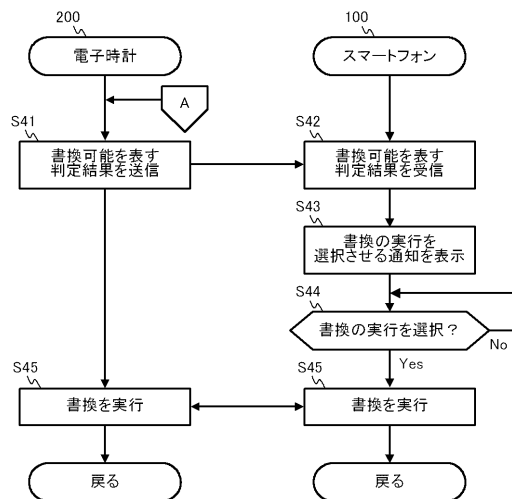 200
100
電子時計
スマートフォン
A
S41
S42
書換可能を表す
判定結果を送信
書換可能を表す
判定結果を受信
S43
書換の実行を
選択させる通知を表示
S44
書換の実行を選択？
No
Yes
S45
S45
書換を実行
書換を実行
戻る
戻る